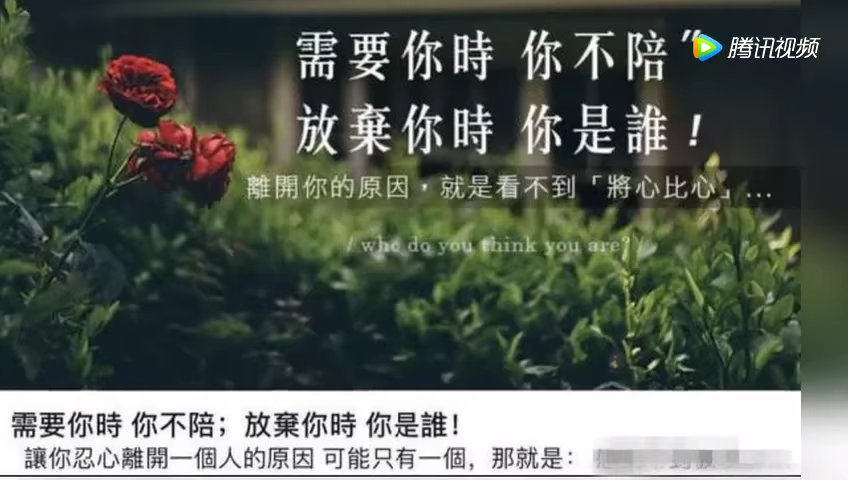 需要你時 你不陪”
腾讯视频
放棄你時 你是誰！
離開你的原因，就是看不到「將心比心」...
/ who do you think you are? /
需要你時 你不陪；放棄你時 你是誰！
讓你忍心離開一個人的原因 可能只有一個，那就是：